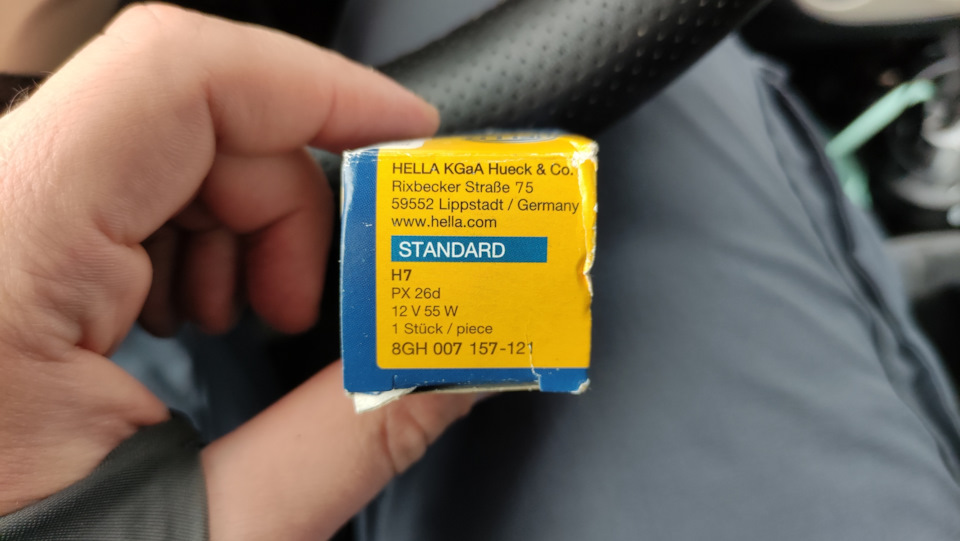 HELLA KGaA Hueck & Co.
Rixbecker Straße 75
59552 Lippstadt / Germany
www.hella.com
STANDARD
H7
PX 26d
12 V 55 W
1 Stück / piece
8GH 007 157-121